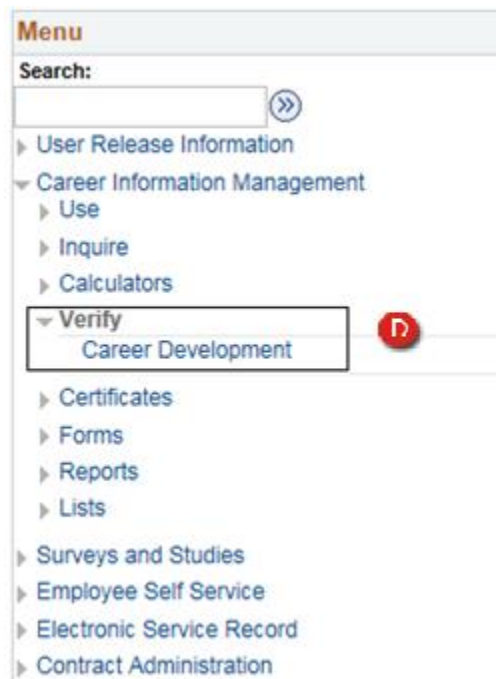 Menu
Search:
User Release Information
Career Information Management
Use
Inquire
Calculators
Verify
Career Development
Certificates
Forms
Reports
Lists
Surveys and Studies
Employee Self Service
Electronic Service Record
Contract Administration